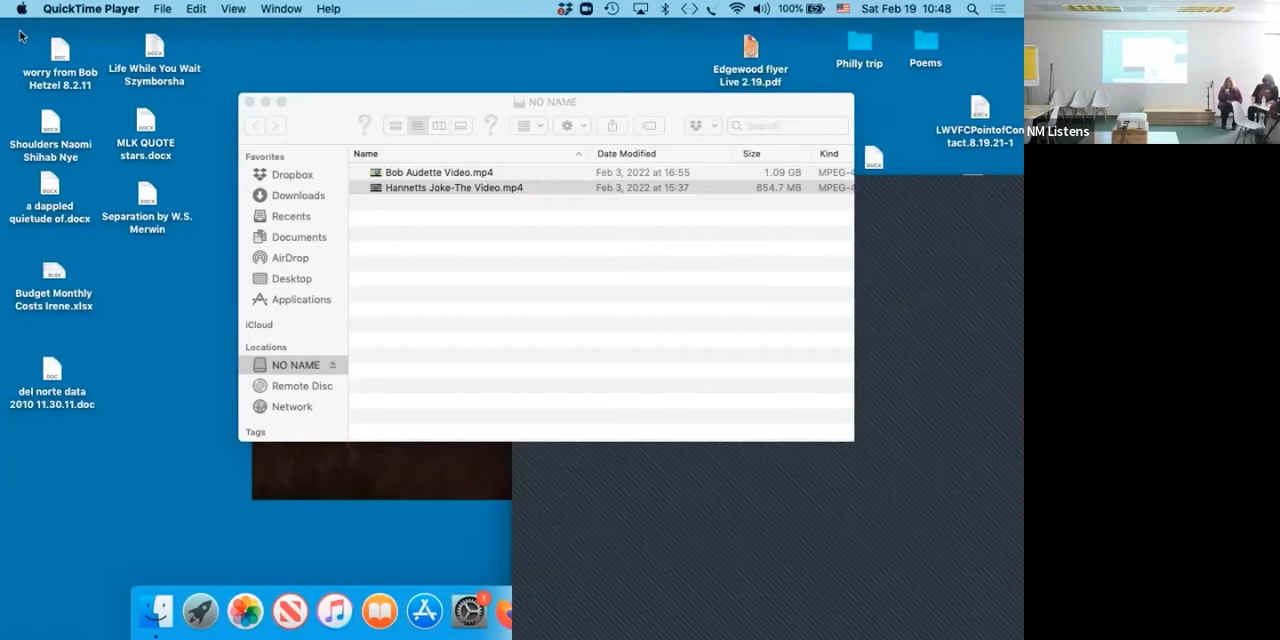 QuickTime Player File Edit View Window Help
100% Sat Feb 19 10:48
worry from Bob
Hetzel 8.2.11
Life While You Wait
Szymborsha
Shoulders Naomi
Shihab Nye
MLK QUOTE
stars.docx
a dappled
quietude of.docx
Separation by W.S.
Merwin
Budget Monthly
Costs Irene.xlsx
del norte data
2010 11.30.11.doc
Edgewood flyer
Live 2.19.pdf
Philly trip
Poems
LWVFCPointofCon
tact.8.19.21-1
NM Listens
NO NAME
Search
Favorites
Dropbox
Downloads
Recents
Documents
AirDrop
Desktop
Applications
iCloud
Locations
NO NAME
Remote Disc
Network
Tags
Name Date Modified Size Kind
Bob Audette Video.mp4 Feb 3, 2022 at 16:55 1.09 GB MPEG-4
Hannetts Joke-The Video.mp4 Feb 3, 2022 at 15:37 854.7 MB MPEG-4